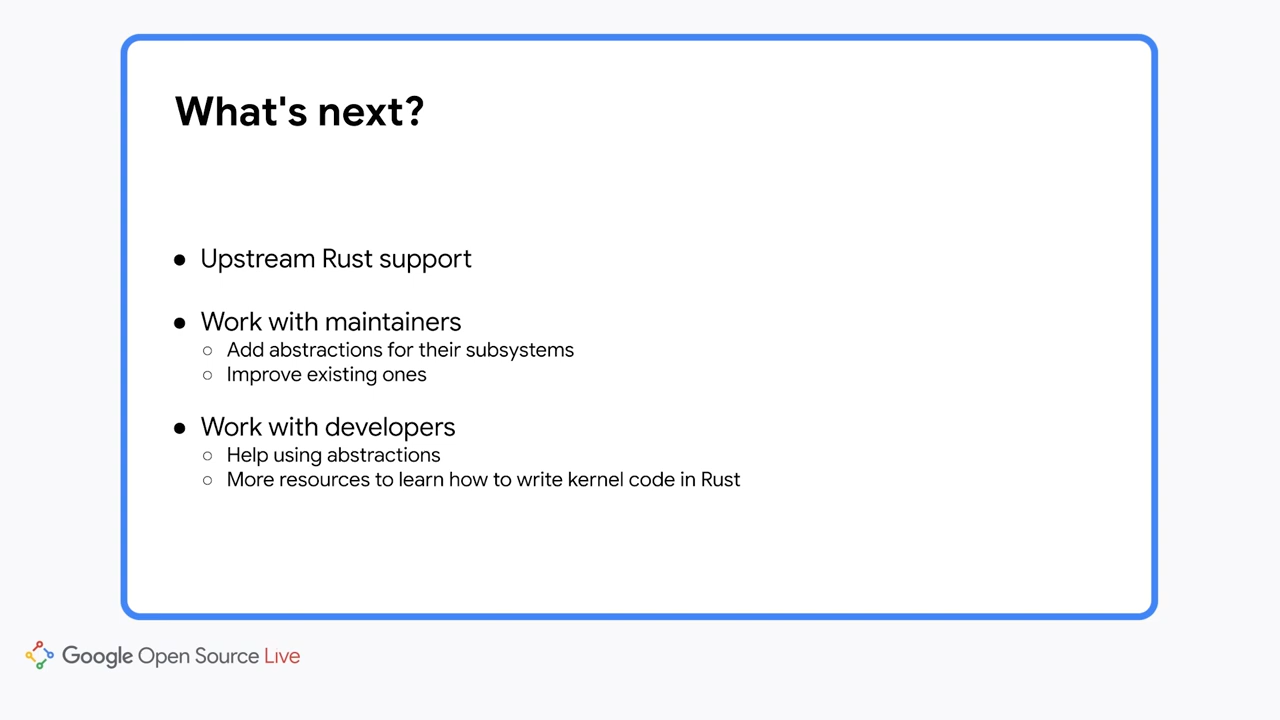 What's next?
● Upstream Rust support
● Work with maintainers
○ Add abstractions for their subsystems
○ Improve existing ones
● Work with developers
○ Help using abstractions
○ More resources to learn how to write kernel code in Rust
Google Open Source Live